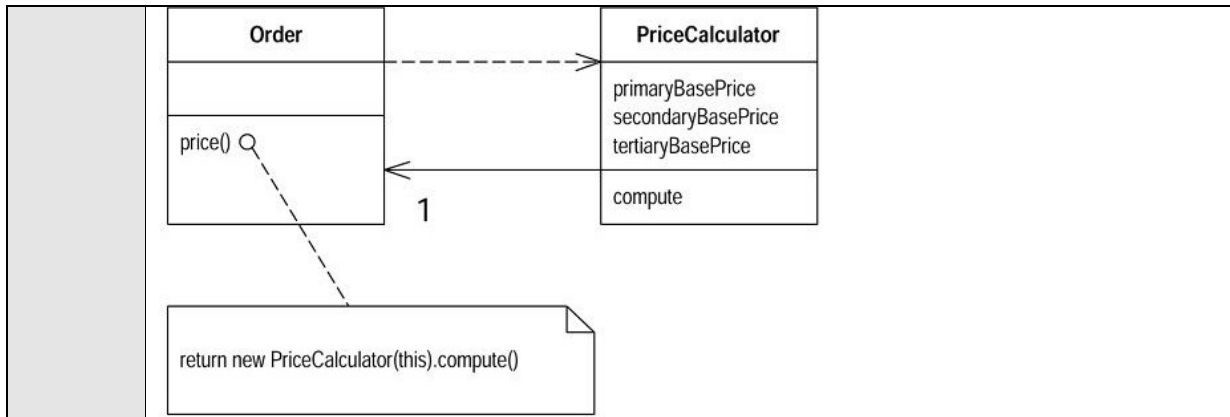 Order
price()
PriceCalculator
primaryBasePrice
secondaryBasePrice
tertiaryBasePrice
compute
1
return new PriceCalculator(this).compute()